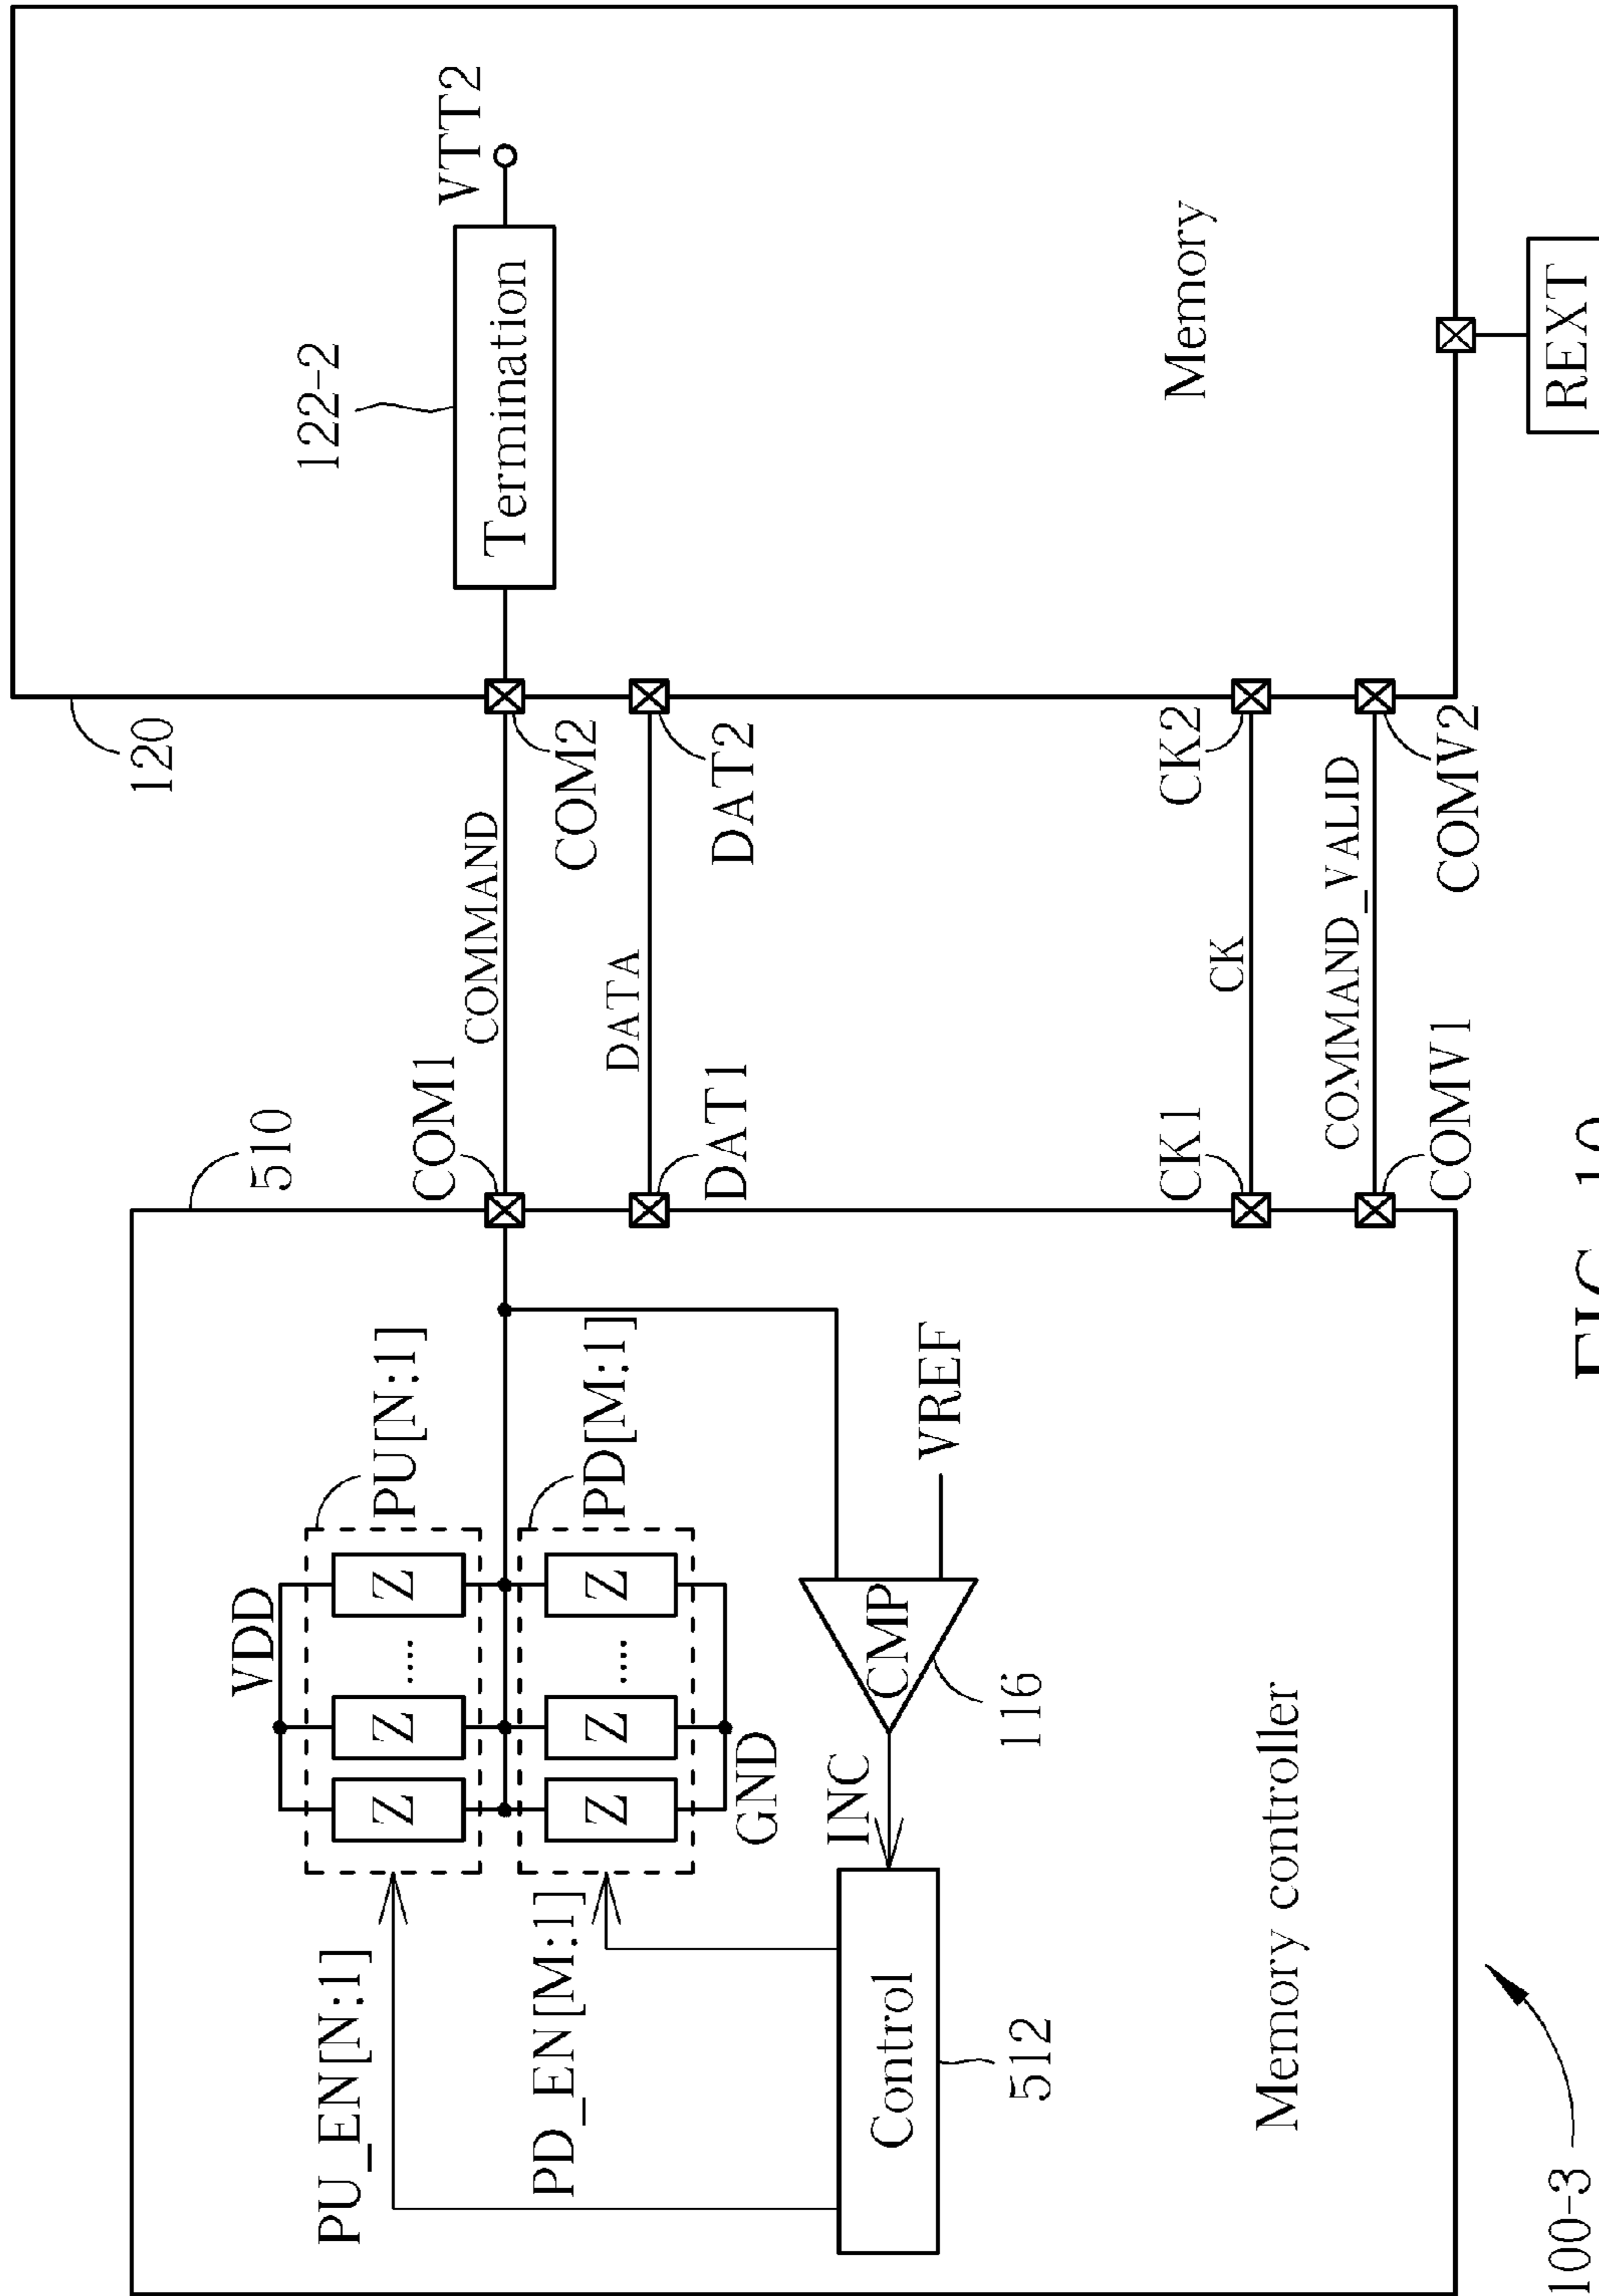 120
122-2
VTT2
Termination
Memory
REXT
COM2
DAT2
CK2
COMV2
COMMAND
DATA
CK
COMMAND_VALID
510
COM1
DAT1
CK1
COMV1
VDD
PU[N:1]
Z Z .... Z
PD[M:1]
Z Z .... Z
GND
PU_EN[N:1]
PD_EN[M:1]
VREF
CMP
116
INC
Control
512
Memory controller
100-3